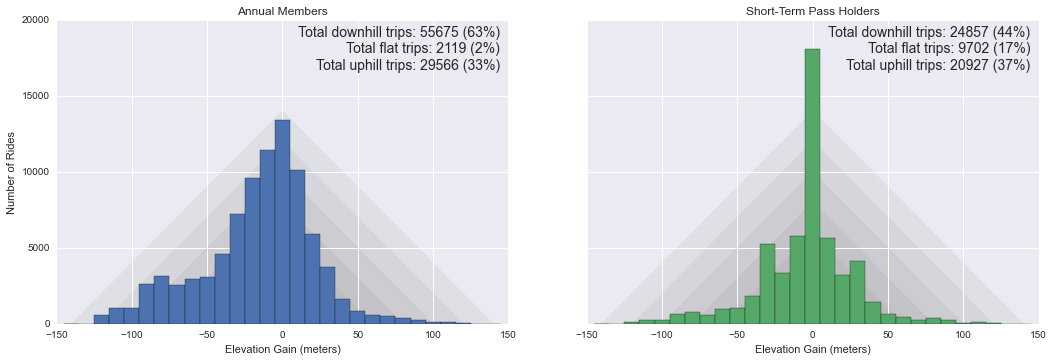 Annual Members
Total downhill trips: 55675 (63%)
Total flat trips: 2119 (2%)
Total uphill trips: 29566 (33%)
20000
15000
10000
5000
0
Number of Rides
−150
−100
−50
0
50
100
150
Elevation Gain (meters)
Short-Term Pass Holders
Total downhill trips: 24857 (44%)
Total flat trips: 9702 (17%)
Total uphill trips: 20927 (37%)
−150
−100
−50
0
50
100
150
Elevation Gain (meters)